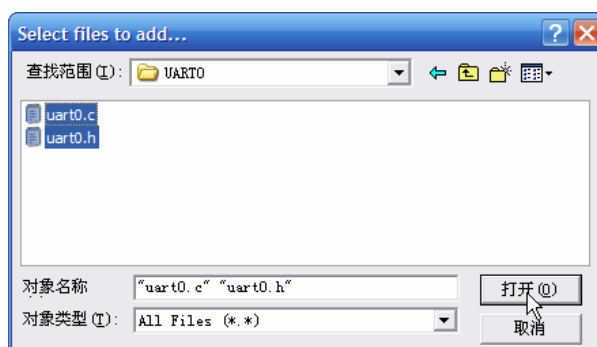 Select files to add...
查找范围(I): UART0
uart0.c
uart0.h
对象名称 "uart0.c" "uart0.h" 打开(O)
对象类型(T): All Files (*.*) 取消